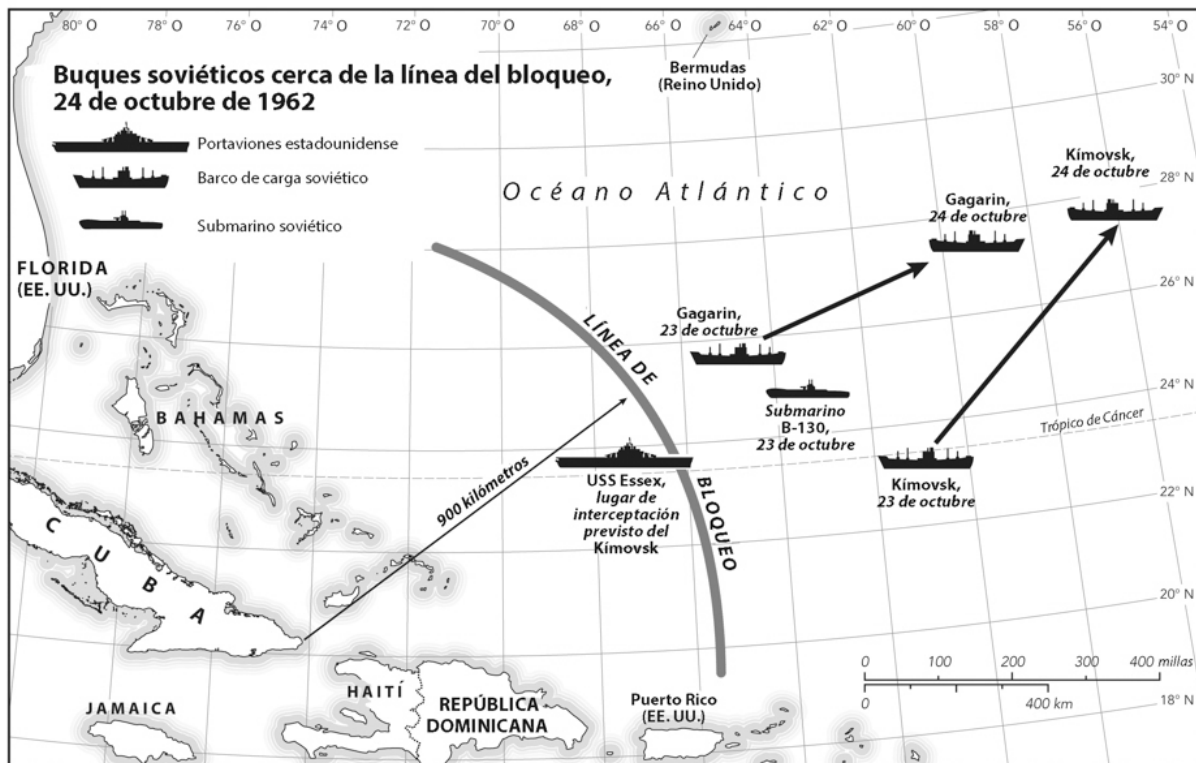 80° O
78° O
76° O
74° O
72° O
70° O
68° O
66° O
64° O
62° O
60° O
58° O
56° O
54° O
Buques soviéticos cerca de la línea del bloqueo,
24 de octubre de 1962
Portaviones estadounidense
Barco de carga soviético
Submarino soviético
Bermudas
(Reino Unido)
30° N
Océano Atlántico
Kímovsk,
24 de octubre
28° N
Gagarin,
24 de octubre
FLORIDA
(EE. UU.)
26° N
LÍNEA DE
BLOQUEO
Gagarin,
23 de octubre
24° N
Submarino
B-130,
23 de octubre
Trópico de Cáncer
BAHAMAS
USS Essex,
lugar de
interceptación
previsto del
Kímovsk
Kímovsk,
23 de octubre
22° N
900 kilómetros
CUBA
20° N
0 100 200 300 400 millas
0 400 km
HAITÍ
REPÚBLICA
DOMINICANA
Puerto Rico
(EE. UU.)
JAMAICA
18° N